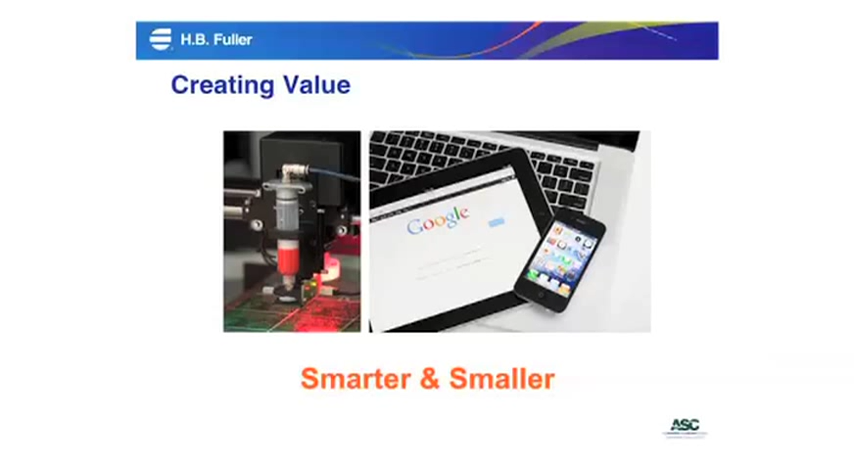 H.B. Fuller
Creating Value
Google
Smarter & Smaller
ASC